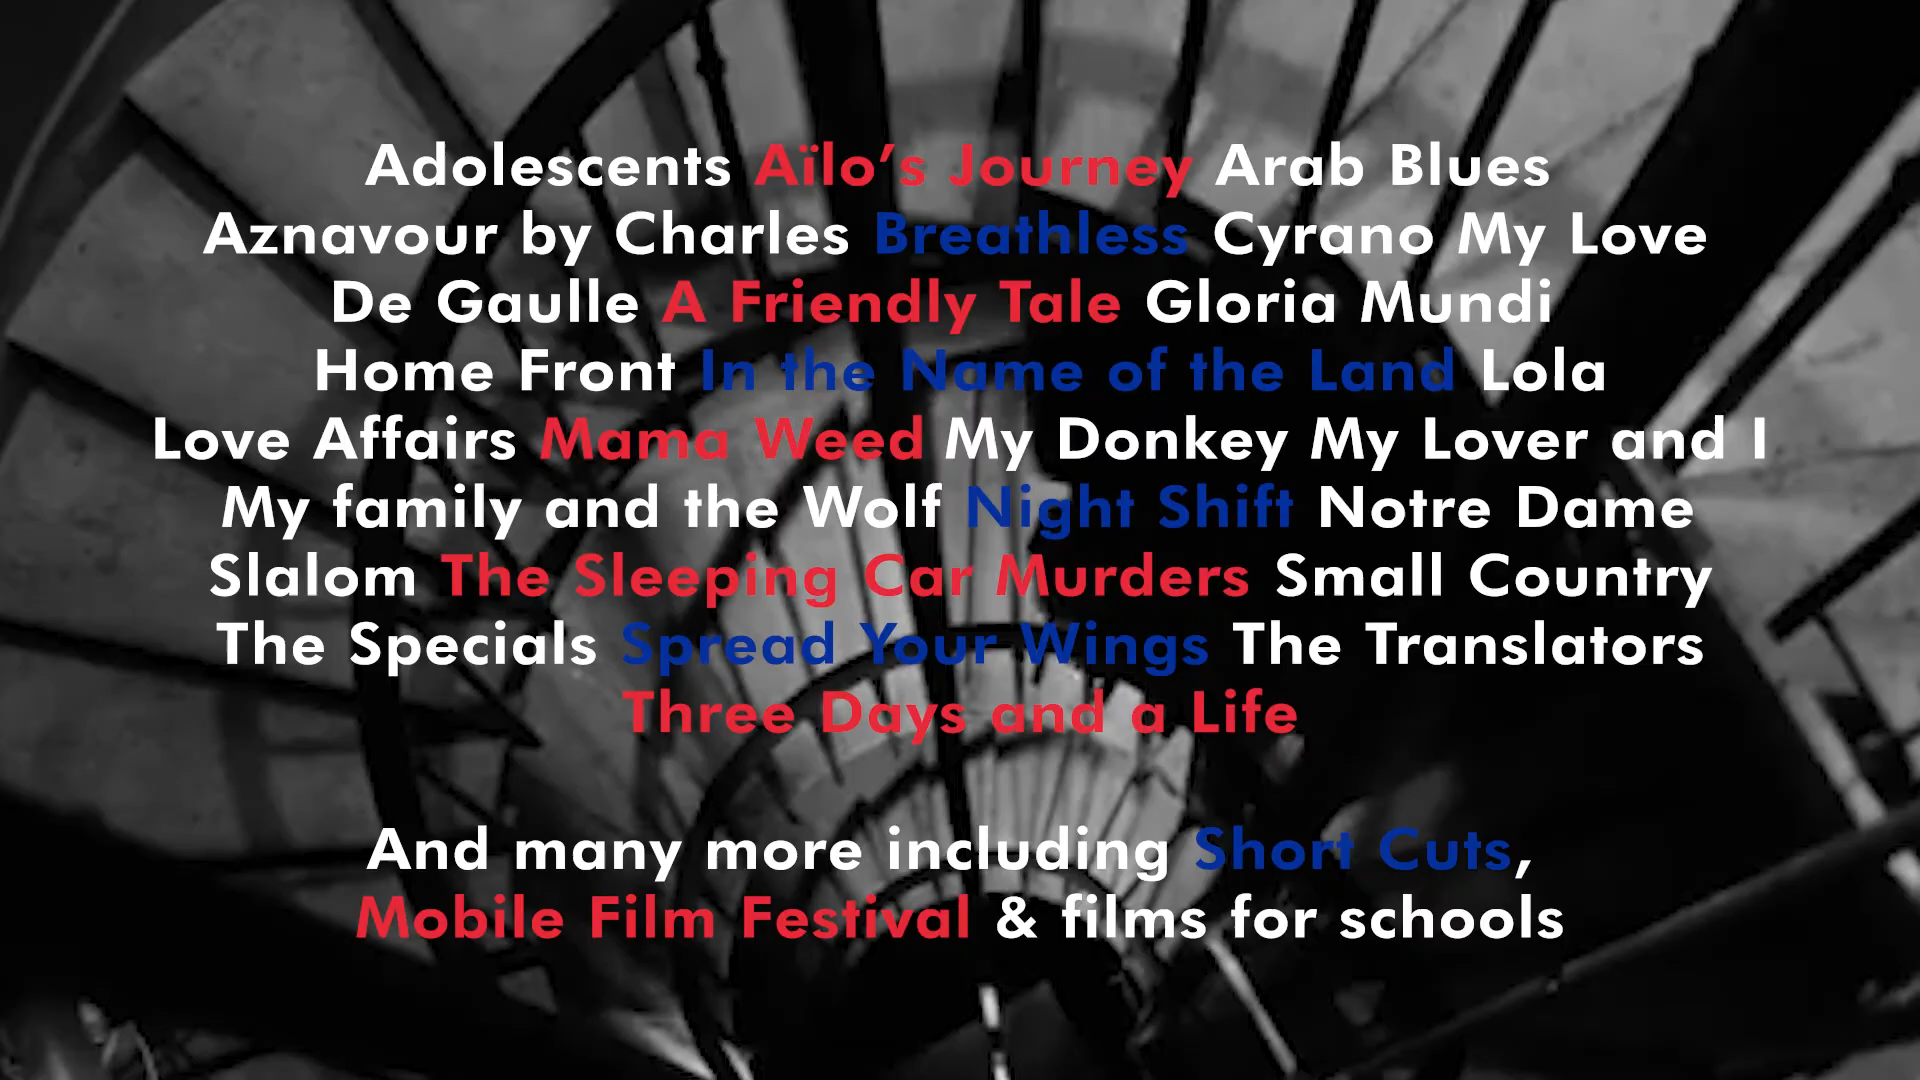 Adolescents Aïlo’s Journey Arab Blues
Aznavour by Charles Breathless Cyrano My Love
De Gaulle A Friendly Tale Gloria Mundi
Home Front In the Name of the Land Lola
Love Affairs Mama Weed My Donkey My Lover and I
My family and the Wolf Night Shift Notre Dame
Slalom The Sleeping Car Murders Small Country
The Specials Spread Your Wings The Translators
Three Days and a Life
And many more including Short Cuts,
Mobile Film Festival & films for schools